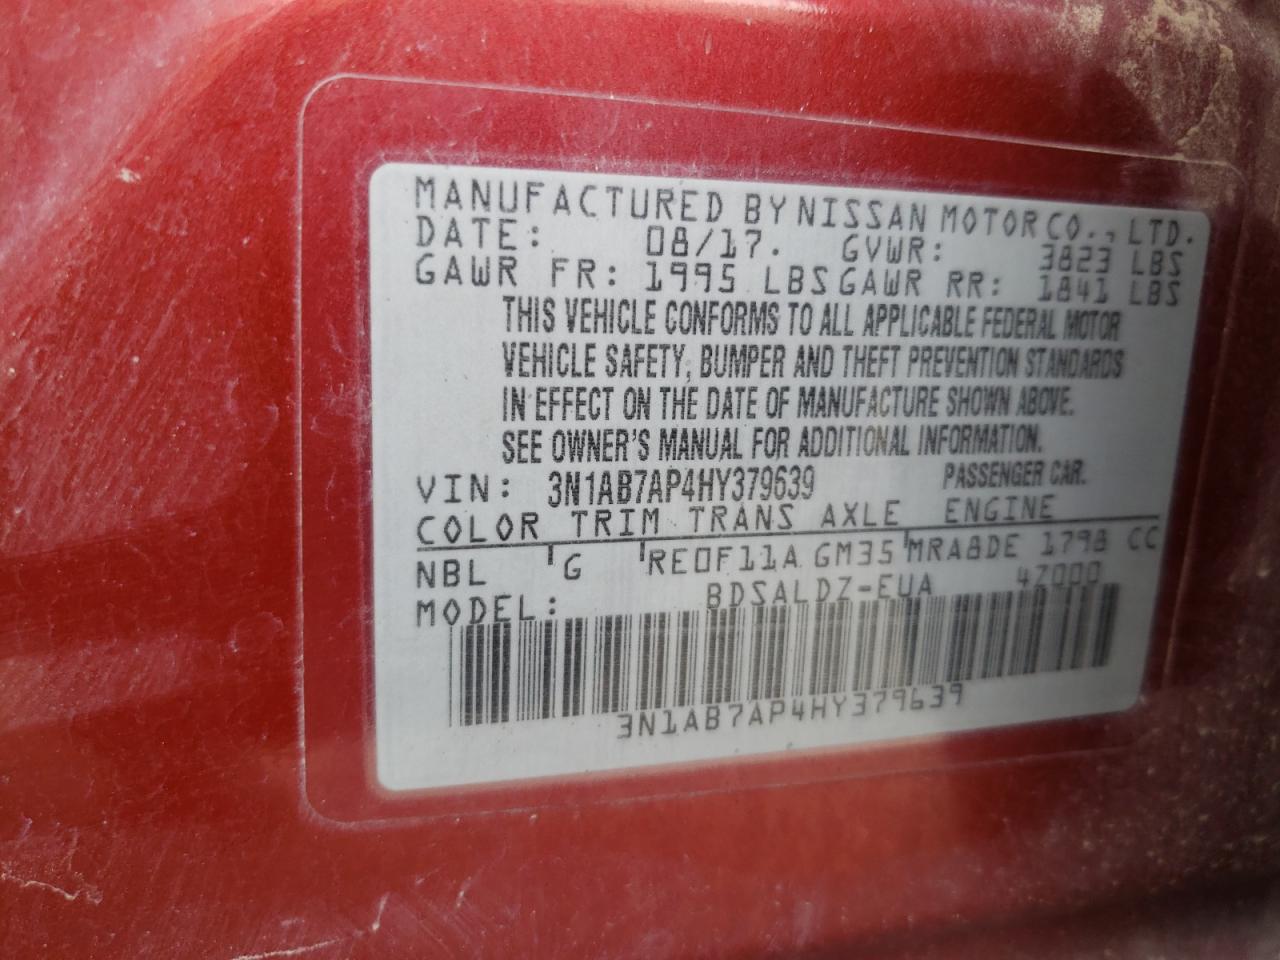 MANUFACTURED BY NISSAN MOTOR CO., LTD.
DATE: 08/17. GVWR: 3823 LBS
GAWR FR: 1995 LBS GAWR RR: 1841 LBS
THIS VEHICLE CONFORMS TO ALL APPLICABLE FEDERAL MOTOR
VEHICLE SAFETY, BUMPER AND THEFT PREVENTION STANDARDS
IN EFFECT ON THE DATE OF MANUFACTURE SHOWN ABOVE.
SEE OWNER'S MANUAL FOR ADDITIONAL INFORMATION.
VIN: 3N1AB7AP4HY379639 PASSENGER CAR.
COLOR TRIM TRANS AXLE ENGINE
NBL G RE0F11A GM35 MRA8DE 1798 CC
MODEL: BDSALDZ-EUA 47000
3N1AB7AP4HY379639